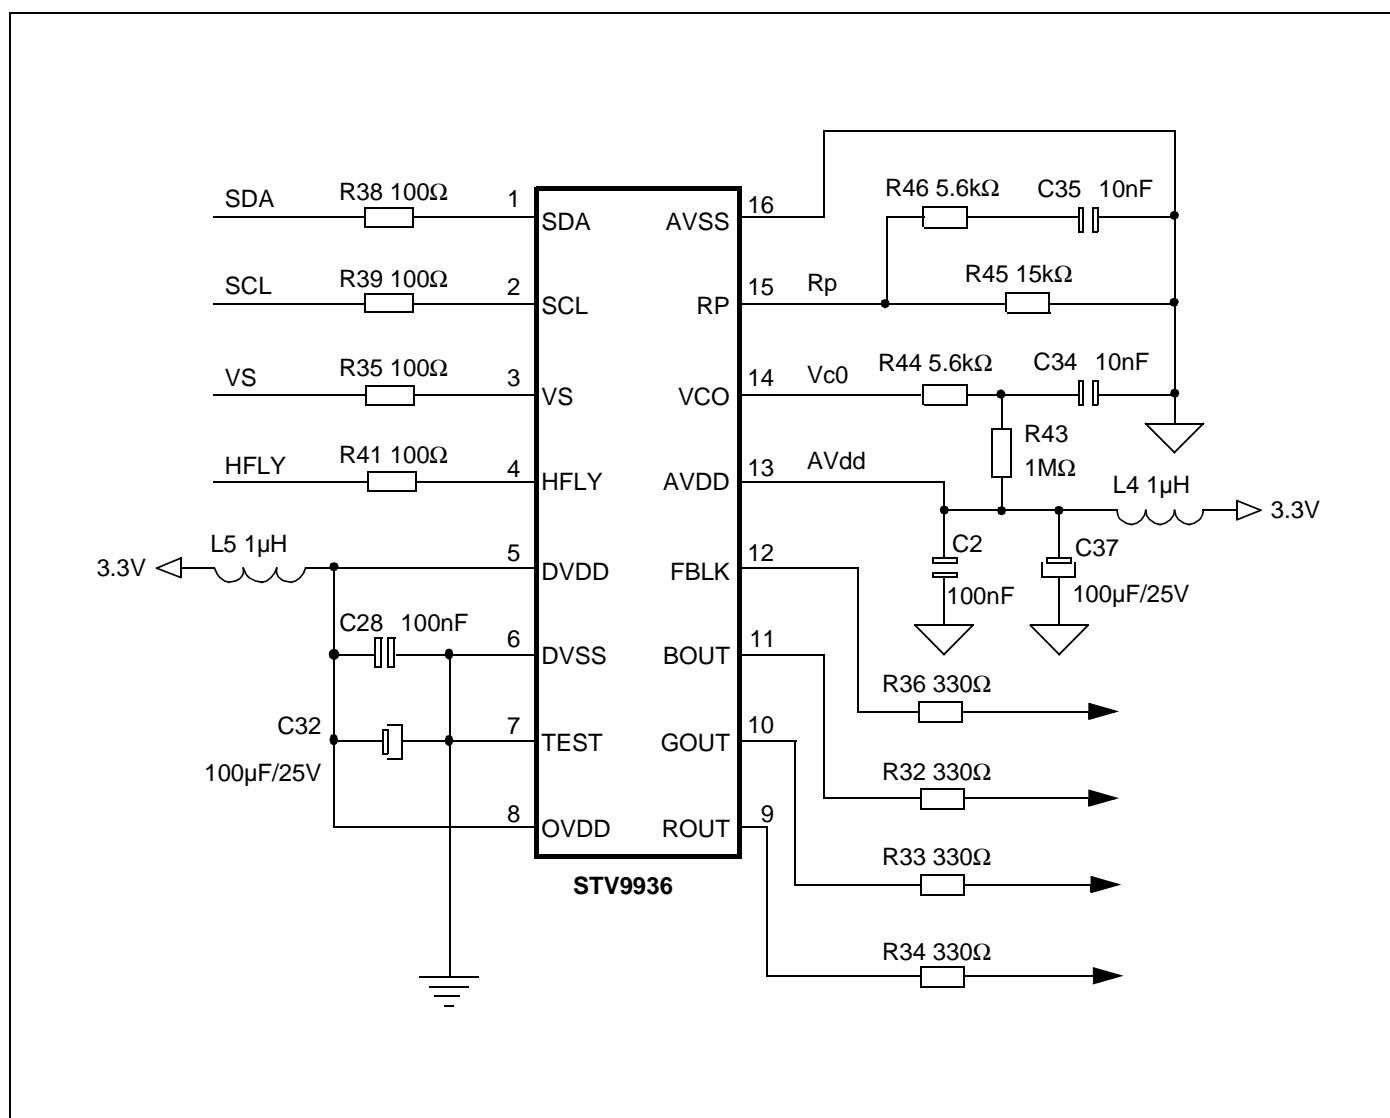 SDA
R38 100Ω
1
SDA
SCL
R39 100Ω
2
SCL
VS
R35 100Ω
3
VS
HFLY
R41 100Ω
4
HFLY
3.3V
L5 1µH
5
DVDD
C28 100nF
6
DVSS
C32
100µF/25V
7
TEST
8
OVDD
STV9936
AVSS
16
R46 5.6kΩ
C35 10nF
RP
15
Rp
R45 15kΩ
VCO
14
Vc0
R44 5.6kΩ
C34 10nF
R43
1MΩ
AVDD
13
AVdd
L4 1µH
3.3V
C2
100nF
C37
100µF/25V
FBLK
12
R36 330Ω
BOUT
11
R32 330Ω
GOUT
10
R33 330Ω
ROUT
9
R34 330Ω